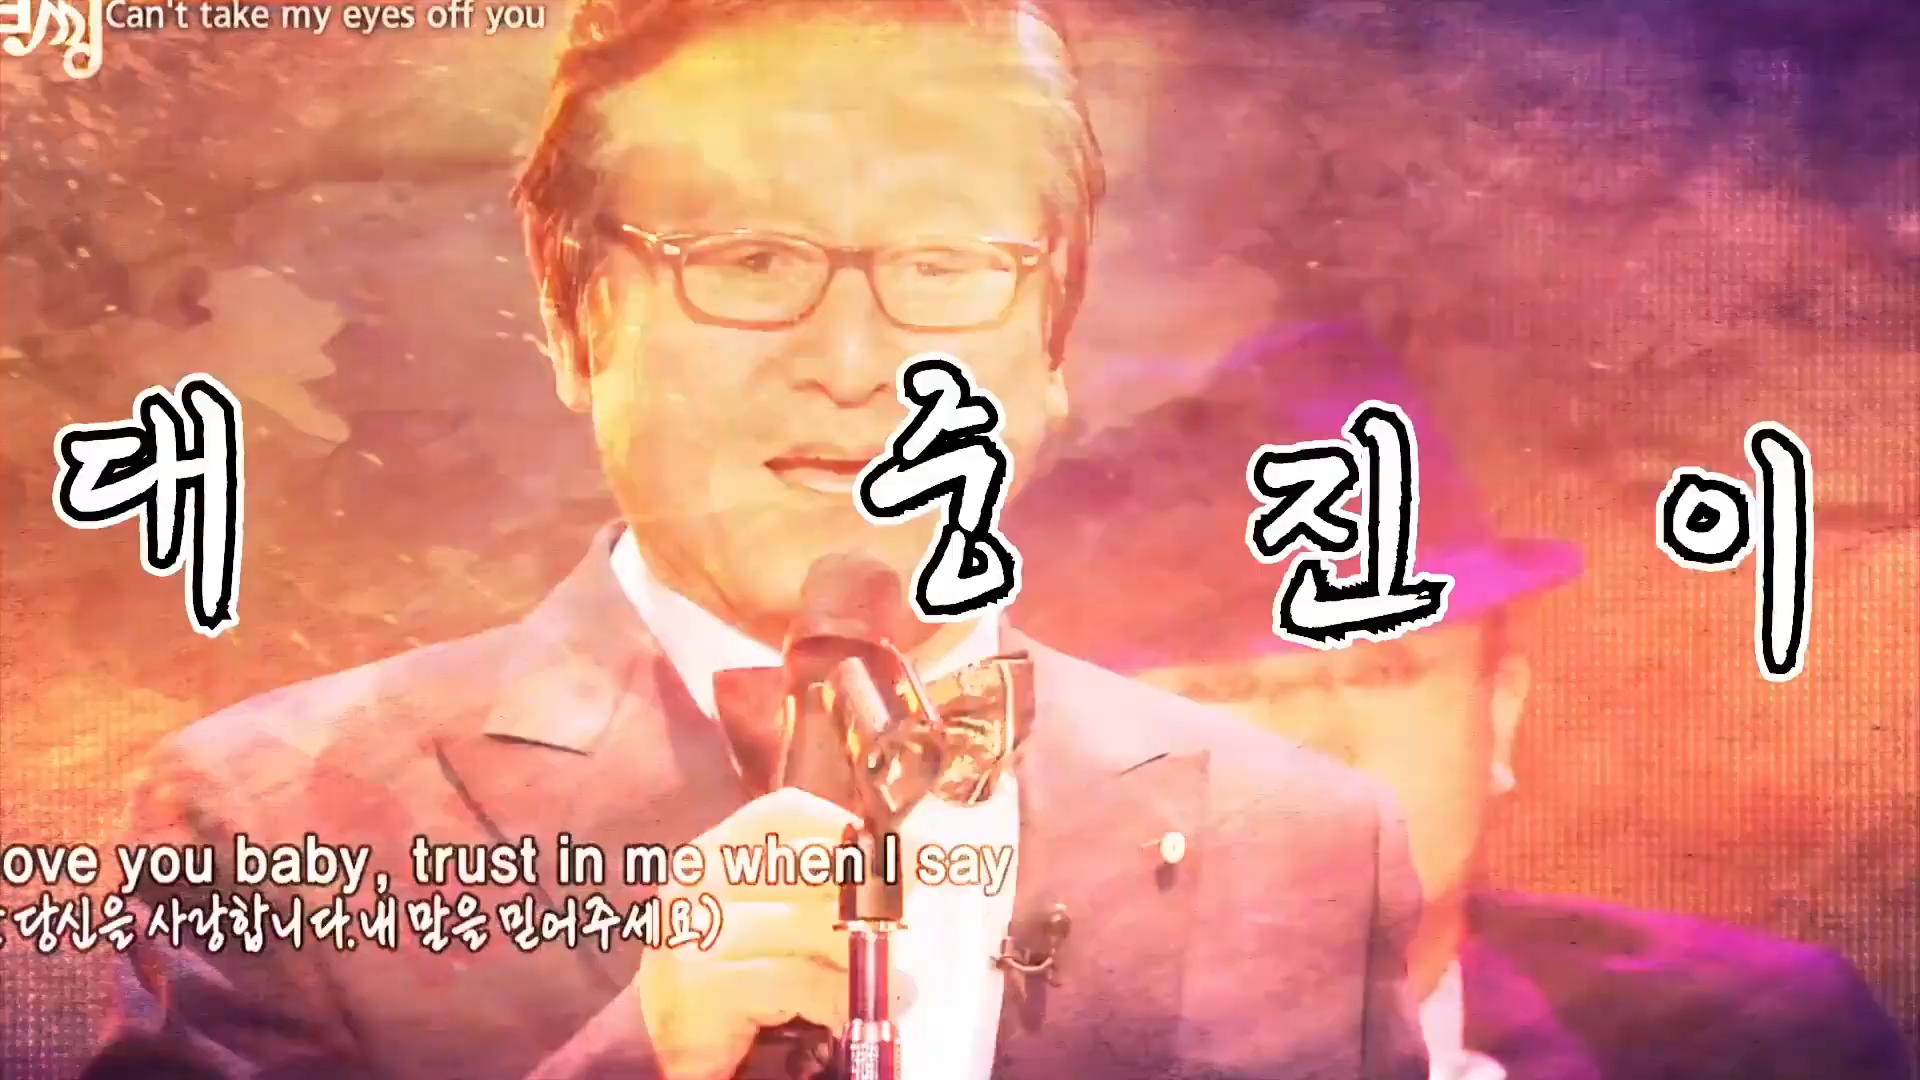 Can't take my eyes off you
대 중 진 이
ove you baby, trust in me when I say
당신을 사랑합니다.내 말을 믿어주세요)